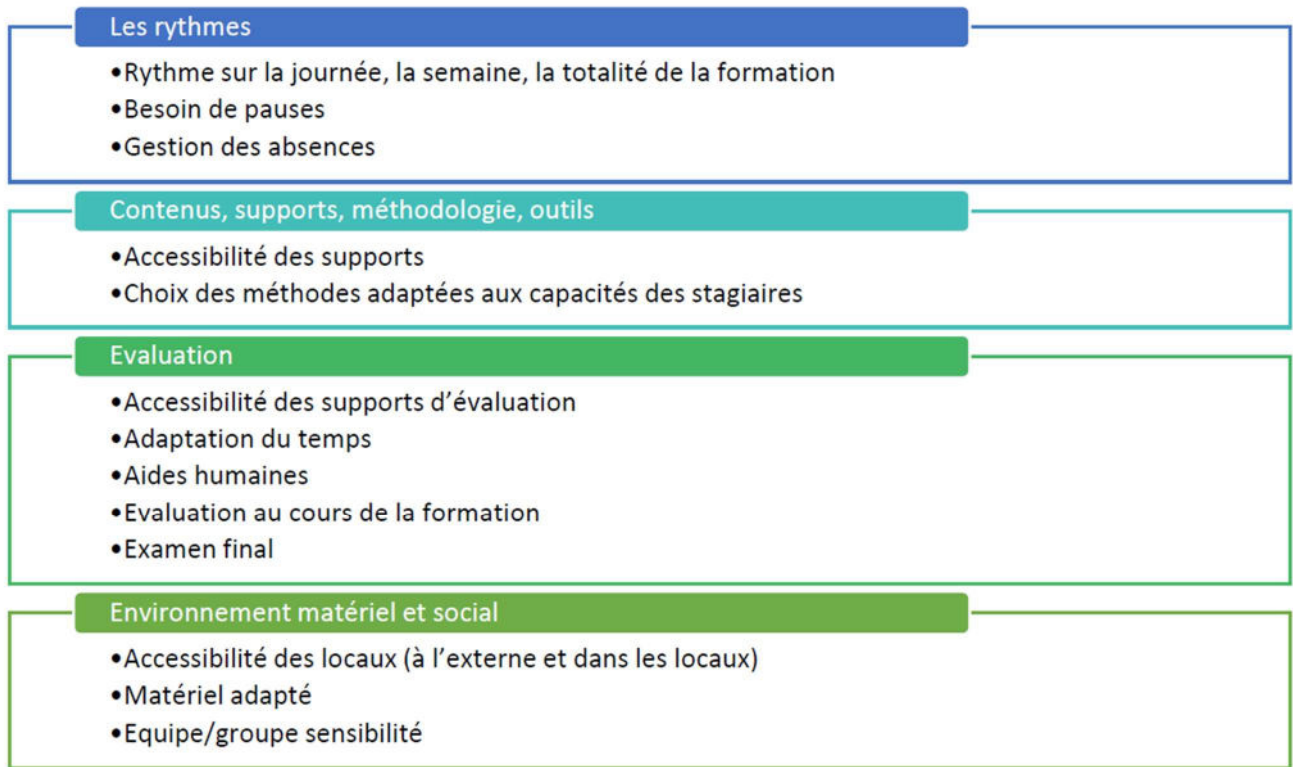 Les rythmes
•Rythme sur la journée, la semaine, la totalité de la formation
•Besoin de pauses
•Gestion des absences
Contenus, supports, méthodologie, outils
•Accessibilité des supports
•Choix des méthodes adaptées aux capacités des stagiaires
Evaluation
•Accessibilité des supports d’évaluation
•Adaptation du temps
•Aides humaines
•Evaluation au cours de la formation
•Examen final
Environnement matériel et social
•Accessibilité des locaux (à l’externe et dans les locaux)
•Matériel adapté
•Equipe/groupe sensibilité